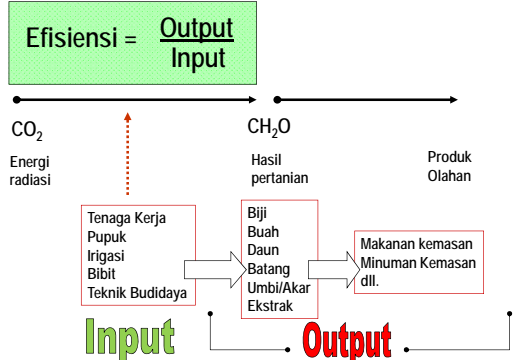 Efisiensi = Output
Input
CO2
CH2O
Energi
radiasi
Hasil
pertanian
Produk
Olahan
Tenaga Kerja
Pupuk
Irigasi
Bibit
Teknik Budidaya
Biji
Buah
Daun
Batang
Umbi/Akar
Ekstrak
Makanan kemasan
Minuman Kemasan
dll.
Input
Output